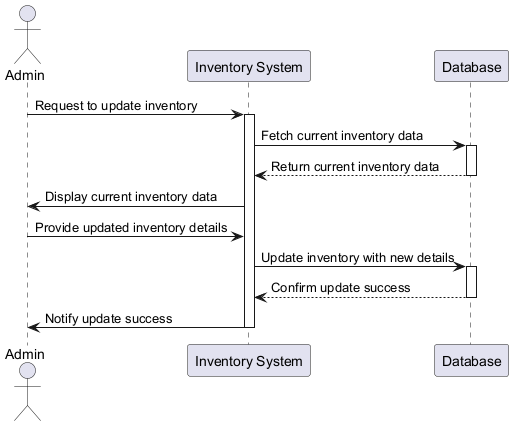 Admin
Inventory System
Database
Request to update inventory
Fetch current inventory data
Return current inventory data
Display current inventory data
Provide updated inventory details
Update inventory with new details
Confirm update success
Notify update success
Admin
Inventory System
Database